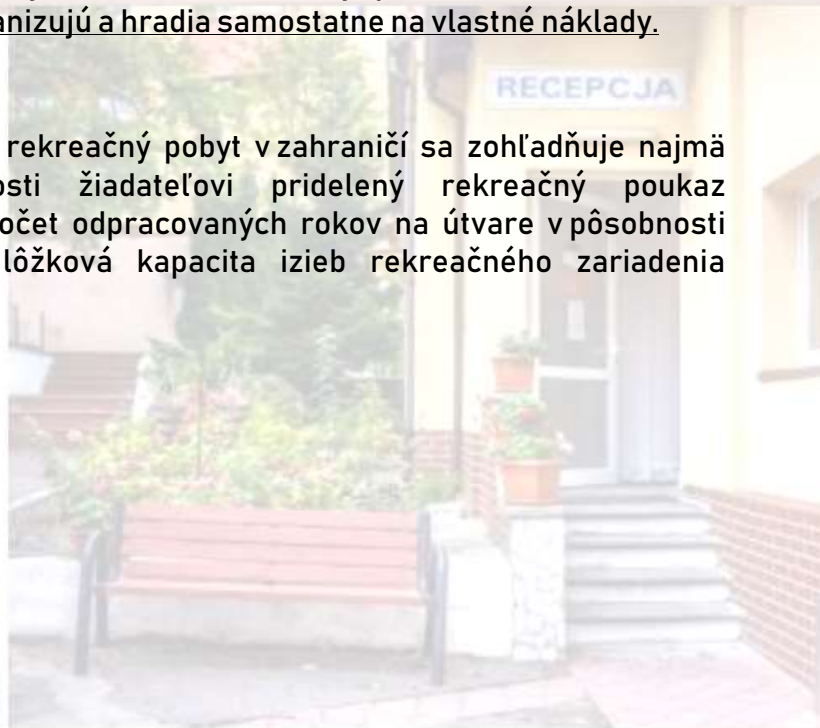 anizujú a hradia samostatne na vlastné náklady.
RECEPCJA
rekreačný pobyt v zahraničí sa zohľadňuje najmä
osti žiadateľovi pridelený rekreačný poukaz
očet odpracovaných rokov na útvare v pôsobnosti
lôžková kapacita izieb rekreačného zariadenia